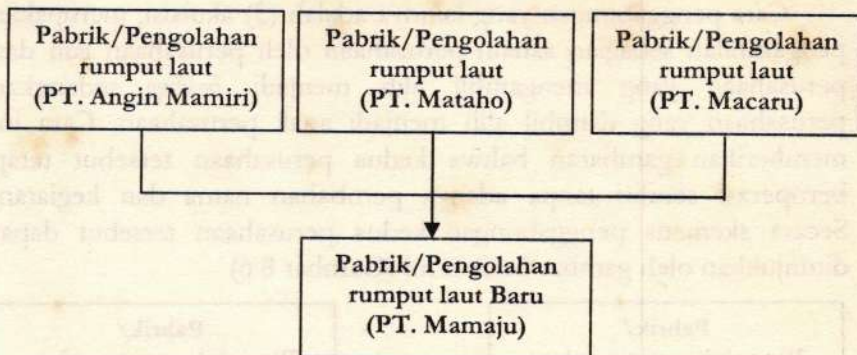 Pabrik/Pengolahan
rumput laut
(PT. Angin Mamiri)
Pabrik/Pengolahan
rumput laut
(PT. Mataho)
Pabrik/Pengolahan
rumput laut
(PT. Macaru)
Pabrik/Pengolahan
rumput laut Baru
(PT. Mamaju)